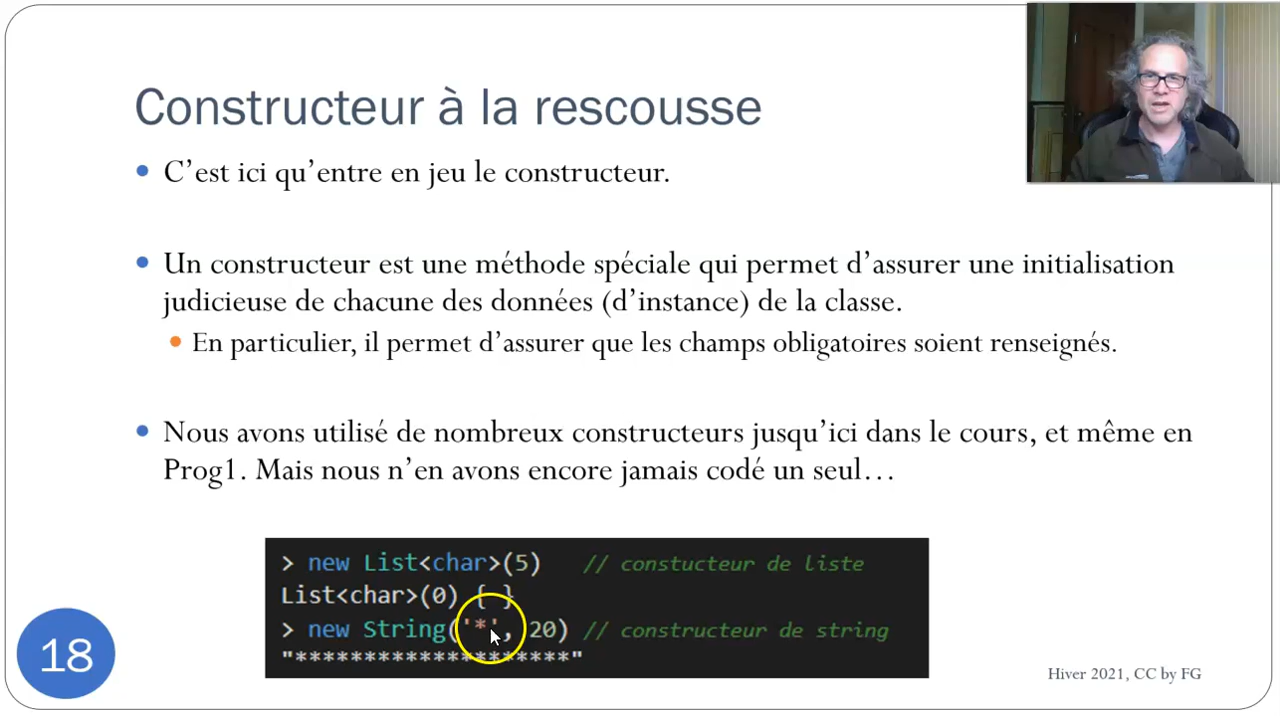 Constructeur à la rescousse
C’est ici qu’entre en jeu le constructeur.
Un constructeur est une méthode spéciale qui permet d’assurer une initialisation
judicieuse de chacune des données (d’instance) de la classe.
En particulier, il permet d’assurer que les champs obligatoires soient renseignés.
Nous avons utilisé de nombreux constructeurs jusqu’ici dans le cours, et même en
Prog1. Mais nous n’en avons encore jamais codé un seul…
> new List<char>(5) // constucteur de liste
List<char>(0) { }
> new String('*', 20) // constructeur de string
"********************"
18
Hiver 2021, CC by FG